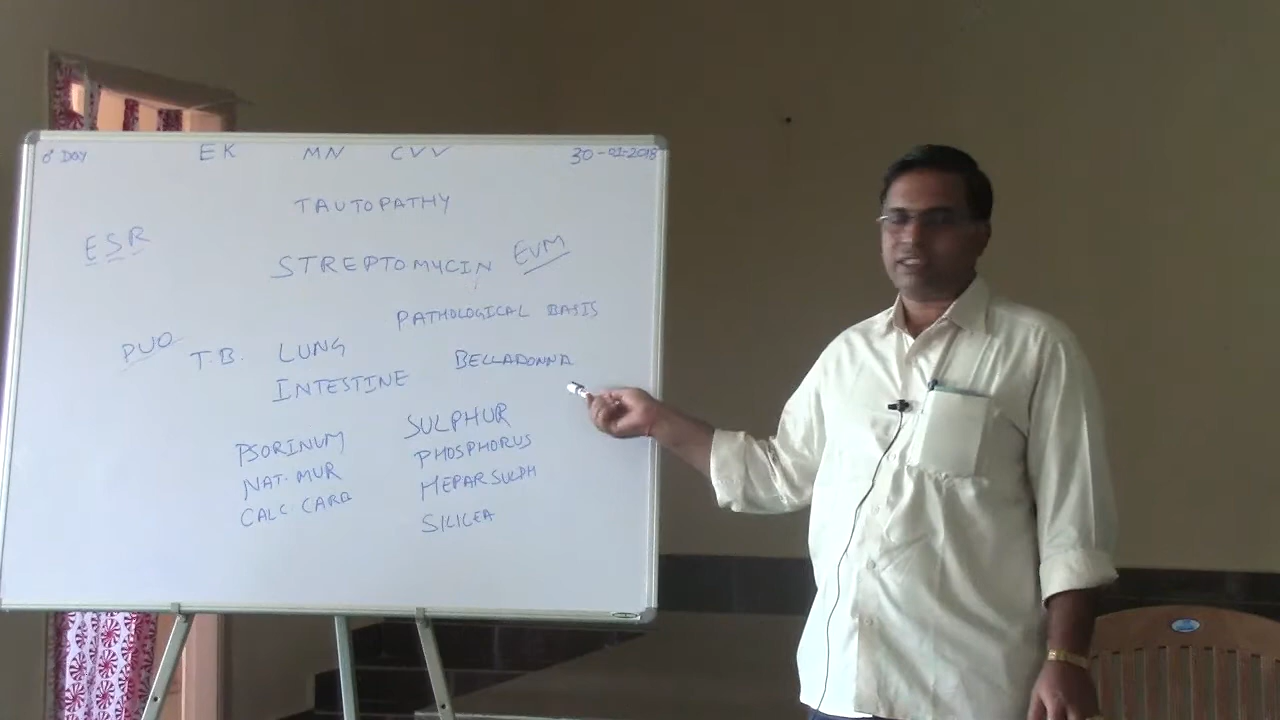 ♂ DAY EK MN CVV 30-01-2018
TAUTOPATHY
ESR
STREPTOMYCIN EVM
PATHOLOGICAL BASIS
PUO T.B. LUNG
BELLADONNA
INTESTINE
SULPHUR
PSORINUM PHOSPHORUS
NAT. MUR HEPAR SULPH
CALC. CARB
SILICEA